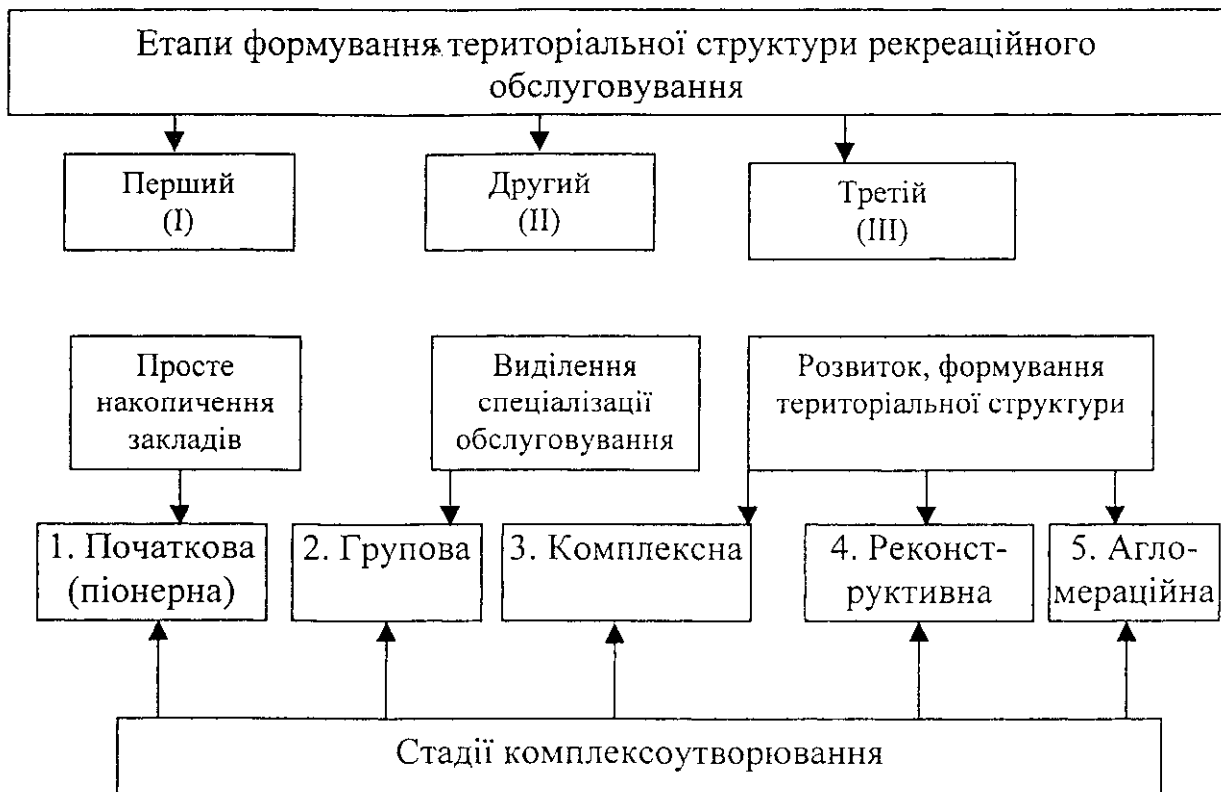 Етапи формування територіальної структури рекреаційного
обслуговування
Перший
(I)
Другий
(II)
Третій
(III)
Просте
накопичення
закладів
Виділення
спеціалізації
обслуговування
Розвиток, формування
територіальної структури
1. Початкова
(піонерна)
2. Групова
3. Комплексна
4. Реконст-
руктивна
5. Агло-
мераційна
Стадії комплексоутворювання